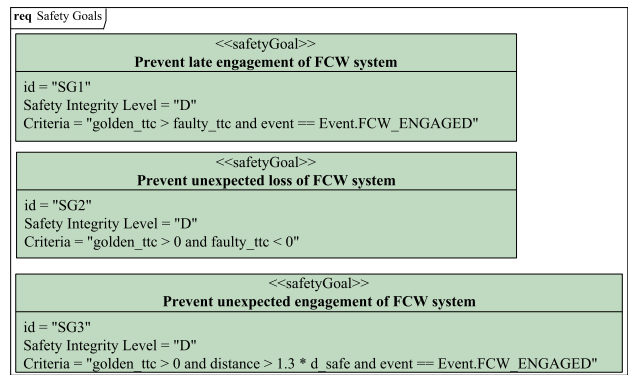 req Safety Goals
<<safetyGoal>>
Prevent late engagement of FCW system
id = "SG1"
Safety Integrity Level = "D"
Criteria = "golden_ttc > faulty_ttc and event == Event.FCW_ENGAGED"
<<safetyGoal>>
Prevent unexpected loss of FCW system
id = "SG2"
Safety Integrity Level = "D"
Criteria = "golden_ttc > 0 and faulty_ttc < 0"
<<safetyGoal>>
Prevent unexpected engagement of FCW system
id = "SG3"
Safety Integrity Level = "D"
Criteria = "golden_ttc > 0 and distance > 1.3 * d_safe and event == Event.FCW_ENGAGED"